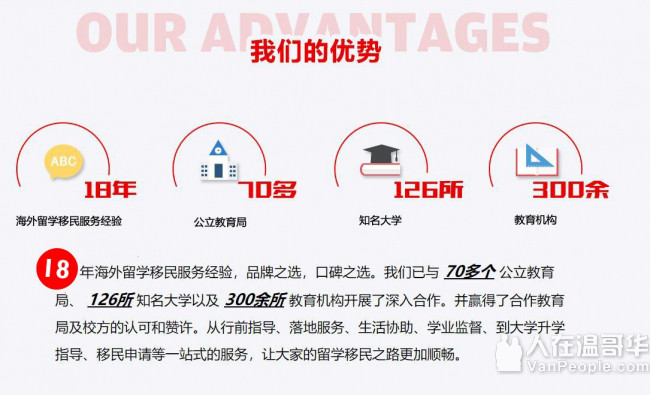 OUR ADVANTAGES
我们的优势
ABC
18年
70多
126所
300余
海外留学移民服务经验
公立教育局
知名大学
教育机构
18年海外留学移民服务经验，品牌之选，口碑之选。我们已与 70多个 公立教育
局、 126所 知名大学以及 300余所 教育机构开展了深入合作。并赢得了合作教育
局及校方的认可和赞许。从行前指导、落地服务、生活协助、学业监督、到大学升学
指导、移民申请等一站式的服务，让大家的留学移民之路更加顺畅。
人在温哥华
VanPeople.com